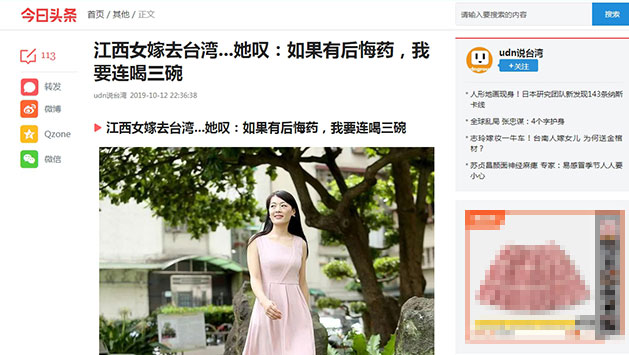 今日头条
首页 / 其他 / 正文
请输入要搜索的内容
搜索
113
转发
微博
Qzone
微信
江西女嫁去台湾...她叹：如果有后悔药，我
要连喝三碗
udn说台湾 2019-10-12 22:36:38
江西女嫁去台湾...她叹：如果有后悔药，我要连喝三碗
udn说台湾
+关注
人形地画现身！日本研究团队新发现143条纳斯
卡线
全球乱局 张忠谋：4个字护身
志玲嫁妆一牛车！台南人嫁女儿 为何送金棺
材？
苏贞昌颜面神经麻痺 专家：易感冒季节人人要
小心